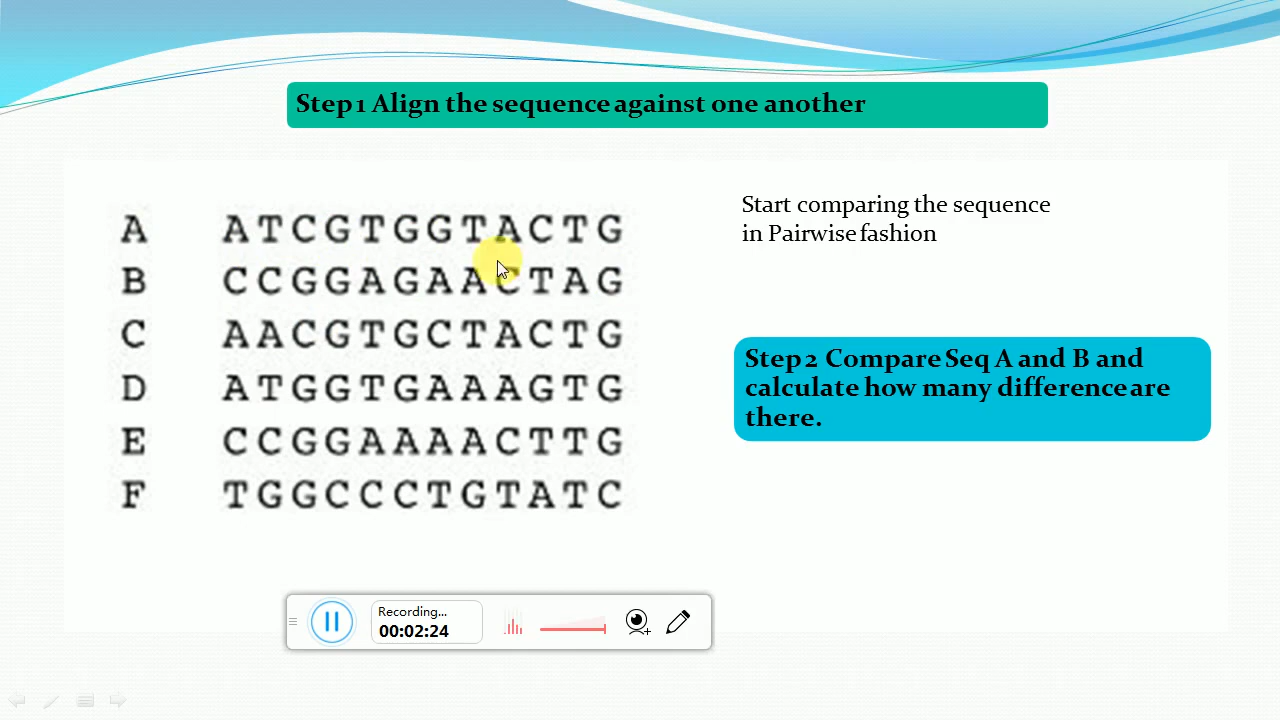 Step 1 Align the sequence against one another
Start comparing the sequence
in Pairwise fashion
A ATCGTGGTACTG
B CCGGAGAACTAG
C AACGTGCTACTG
D ATGGTGAAAGTG
E CCGGAAAACTTG
F TGGCCCTGTATC
Step 2 Compare Seq A and B and
calculate how many difference are
there.
Recording...
00:02:24